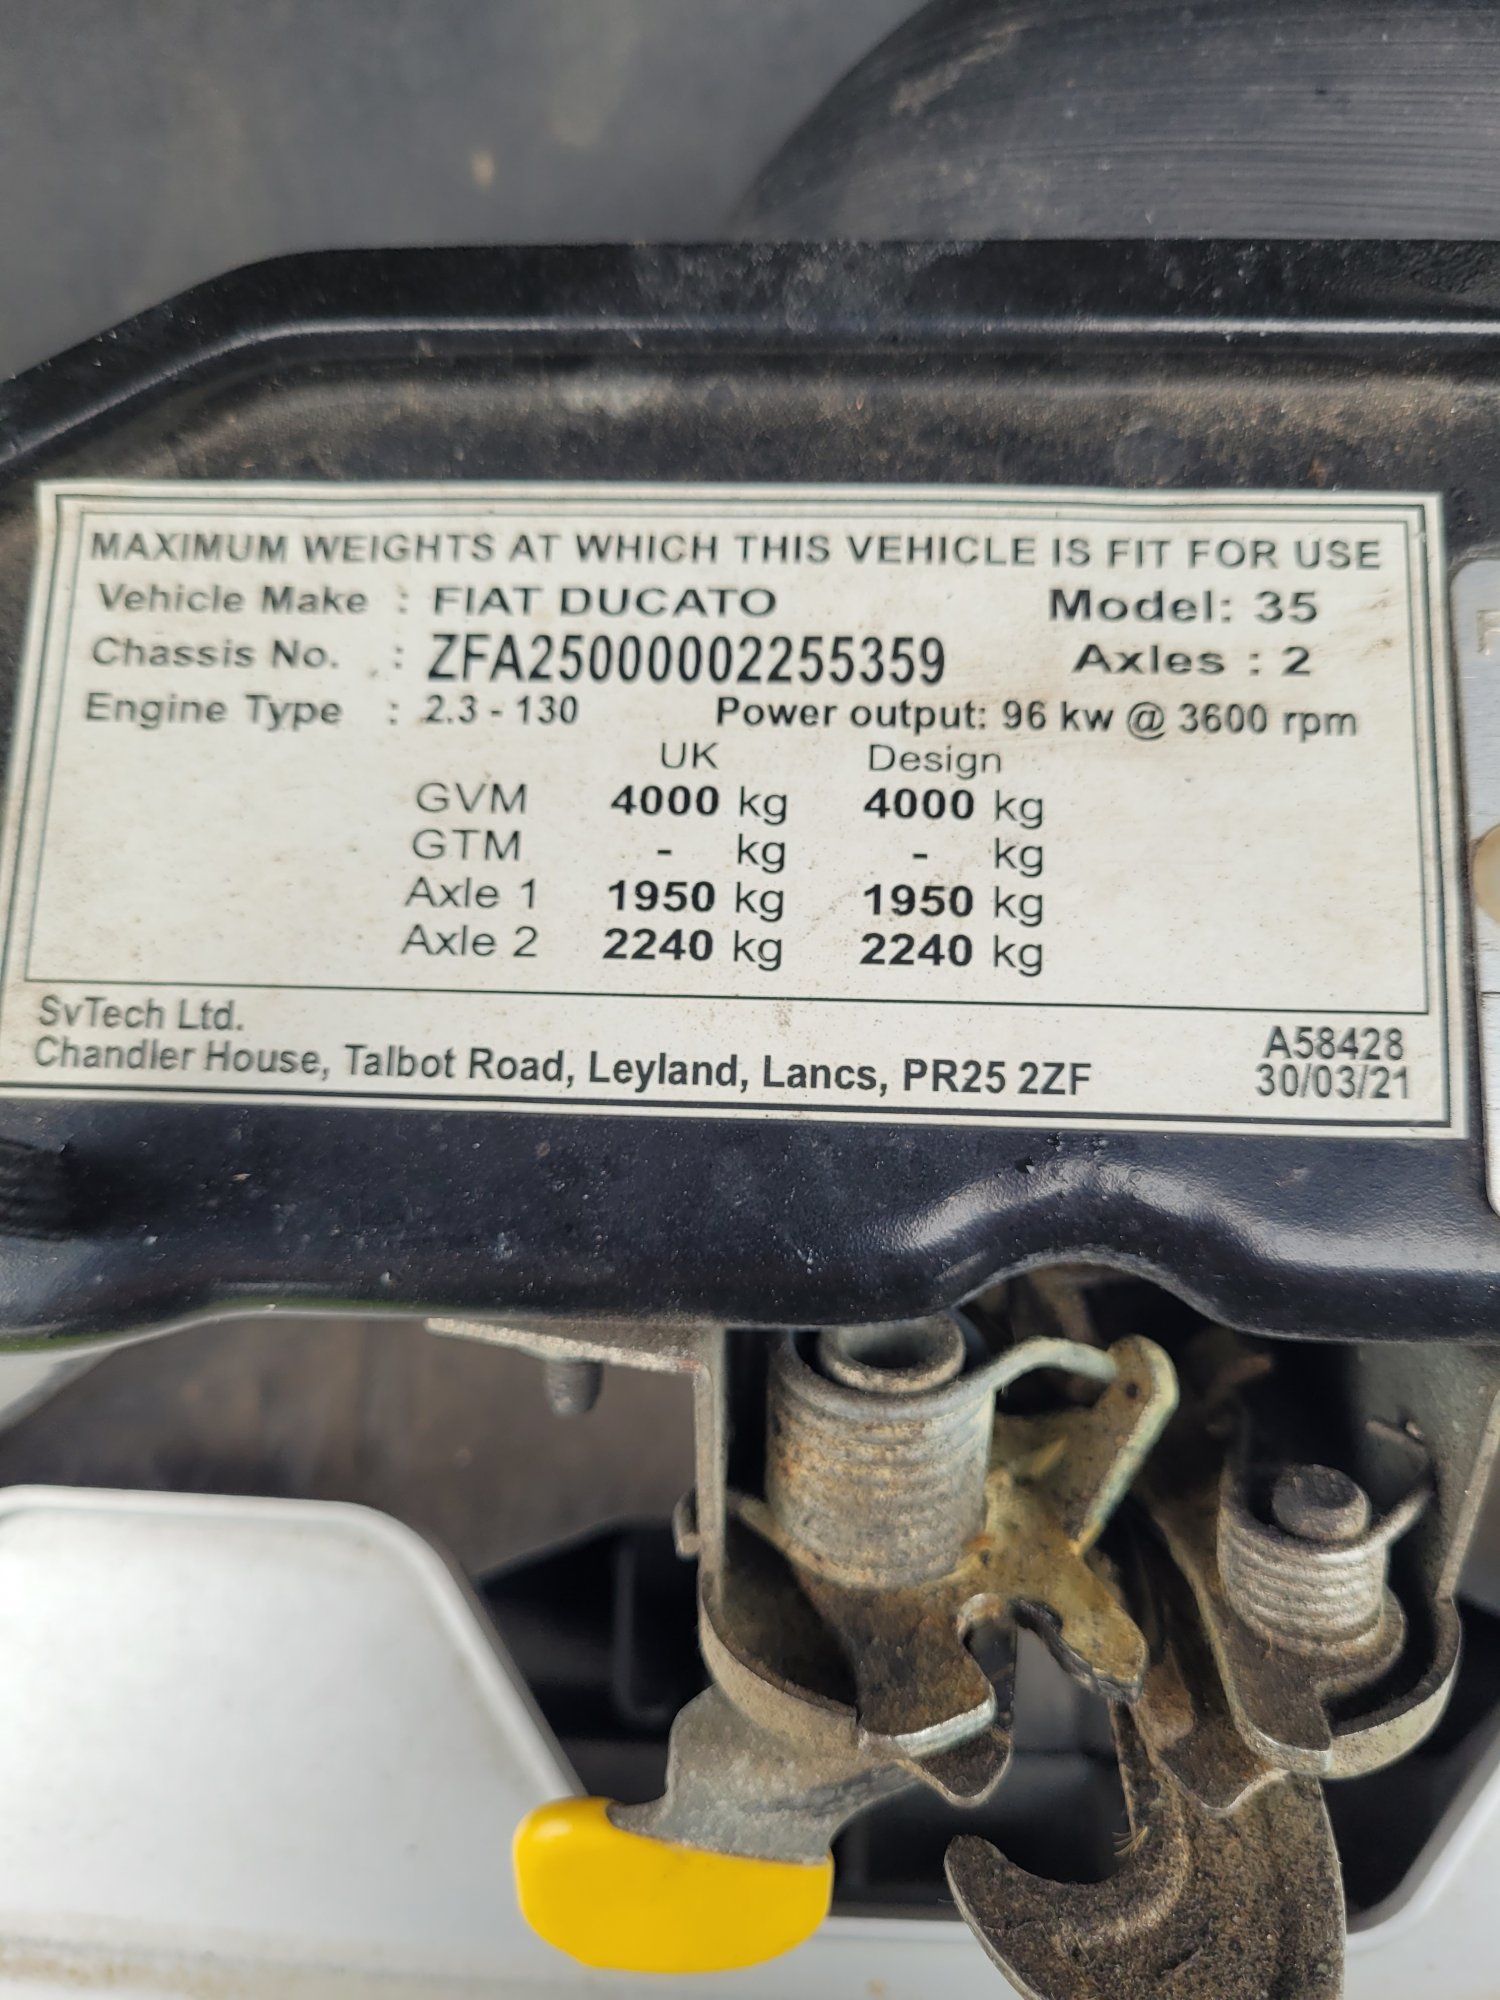 MAXIMUM WEIGHTS AT WHICH THIS VEHICLE IS FIT FOR USE
Vehicle Make : FIAT DUCATO Model: 35
Chassis No. : ZFA25000002255359 Axles : 2
Engine Type : 2.3 - 130 Power output: 96 kw @ 3600 rpm
UK Design
GVM 4000 kg 4000 kg
GTM - kg - kg
Axle 1 1950 kg 1950 kg
Axle 2 2240 kg 2240 kg
SvTech Ltd.
Chandler House, Talbot Road, Leyland, Lancs, PR25 2ZF
A58428
30/03/21